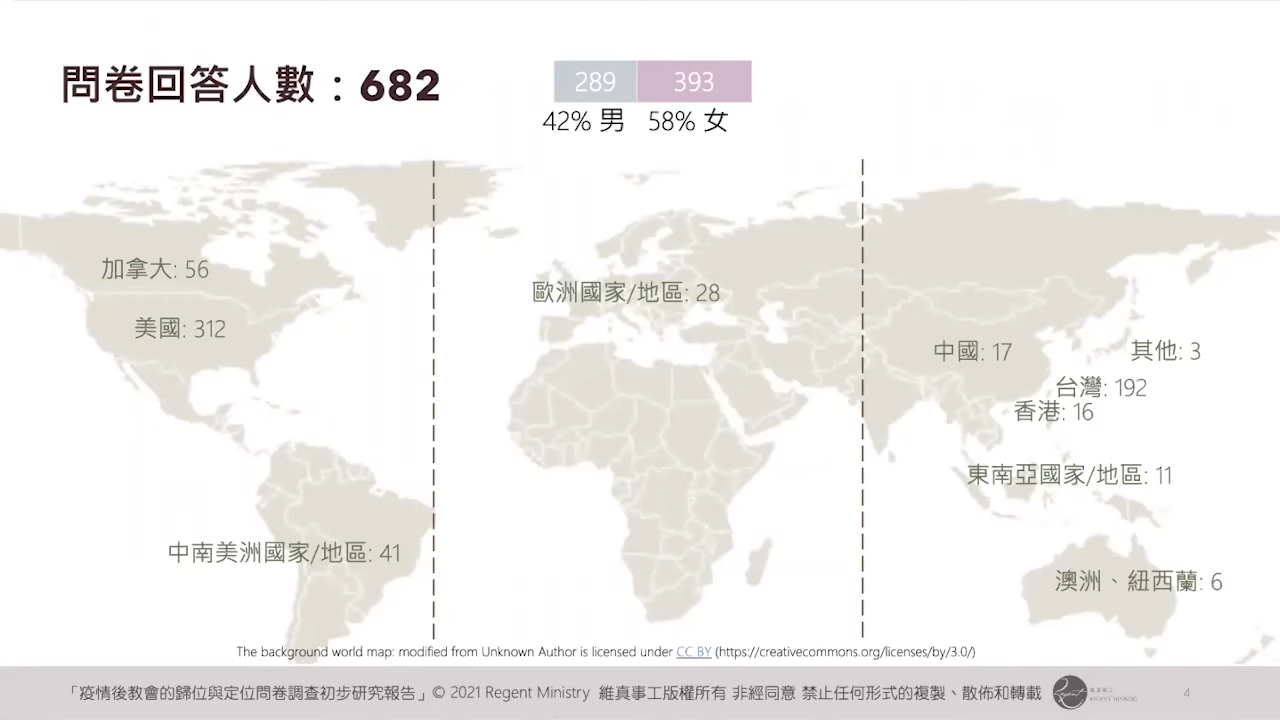 問卷回答人數：682
289 393
42% 男 58% 女
加拿大: 56
美國: 312
歐洲國家/地區: 28
中國: 17
其他: 3
台灣: 192
香港: 16
東南亞國家/地區: 11
中南美洲國家/地區: 41
澳洲、紐西蘭: 6
The background world map: modified from Unknown Author is licensed under CC BY (https://creativecommons.org/licenses/by/3.0/)
「疫情後教會的歸位與定位問卷調查初步研究報告」© 2021 Regent Ministry 維真事工版權所有 非經同意 禁止任何形式的複製、散佈和轉載
Regent
維真事工
REGENT MINISTRY
4